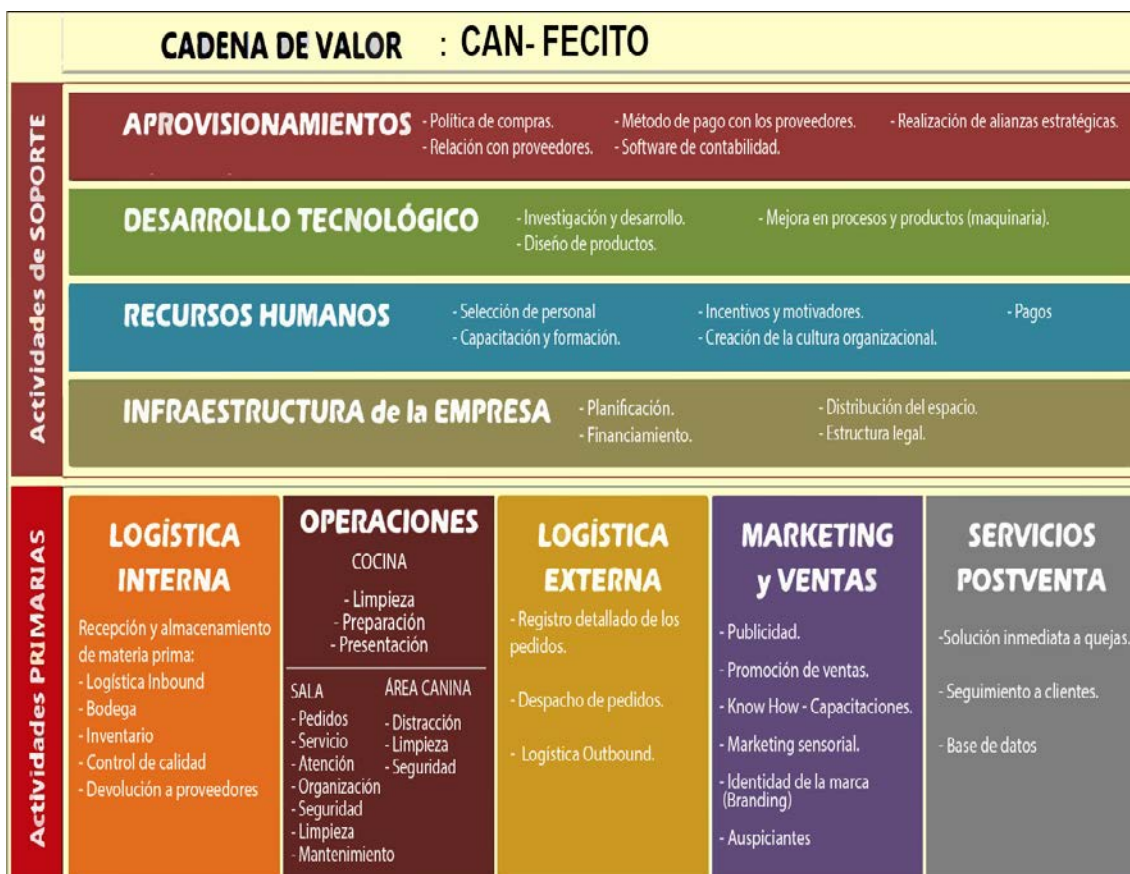 CADENA DE VALOR : CAN- FECITO
Actividades de SOPORTE
APROVISIONAMIENTOS
- Política de compras.
- Relación con proveedores.
- Método de pago con los proveedores.
- Software de contabilidad.
- Realización de alianzas estratégicas.
DESARROLLO TECNOLÓGICO
- Investigación y desarrollo.
- Diseño de productos.
- Mejora en procesos y productos (maquinaria).
RECURSOS HUMANOS
- Selección de personal
- Capacitación y formación.
- Incentivos y motivadores.
- Creación de la cultura organizacional.
- Pagos
INFRAESTRUCTURA de la EMPRESA
- Planificación.
- Financiamiento.
- Distribución del espacio.
- Estructura legal.
Actividades PRIMARIAS
LOGÍSTICA
INTERNA
Recepción y almacenamiento
de materia prima:
- Logística Inbound
- Bodega
- Inventario
- Control de calidad
- Devolución a proveedores
OPERACIONES
COCINA
- Limpieza
- Preparación
- Presentación
SALA
- Pedidos
- Servicio
- Atención
- Organización
- Seguridad
- Limpieza
- Mantenimiento
ÁREA CANINA
- Distracción
- Limpieza
- Seguridad
LOGÍSTICA
EXTERNA
- Registro detallado de los
pedidos.
- Despacho de pedidos.
- Logística Outbound.
MARKETING
y VENTAS
- Publicidad.
- Promoción de ventas.
- Know How - Capacitaciones.
- Marketing sensorial.
- Identidad de la marca
(Branding)
- Auspiciantes
SERVICIOS
POSTVENTA
-Solución inmediata a quejas.
- Seguimiento a clientes.
- Base de datos